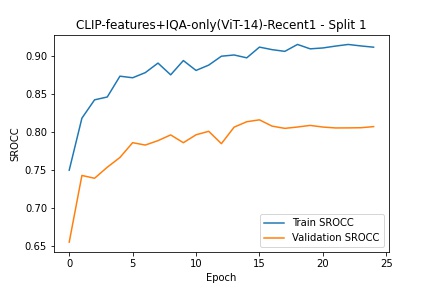 CLIP-features+IQA-only(ViT-14)-Recent1 - Split 1
SROCC
0.90
0.85
0.80
0.75
0.70
0.65
0 5 10 15 20 25
Epoch
Train SROCC
Validation SROCC